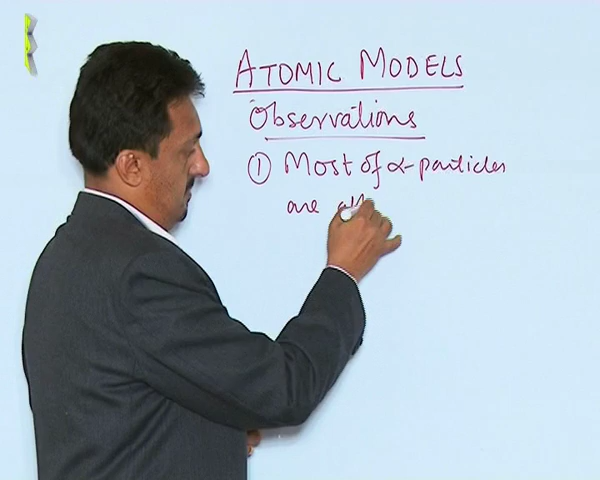 ATOMIC MODELS
Observations
① Most of α-particles
are